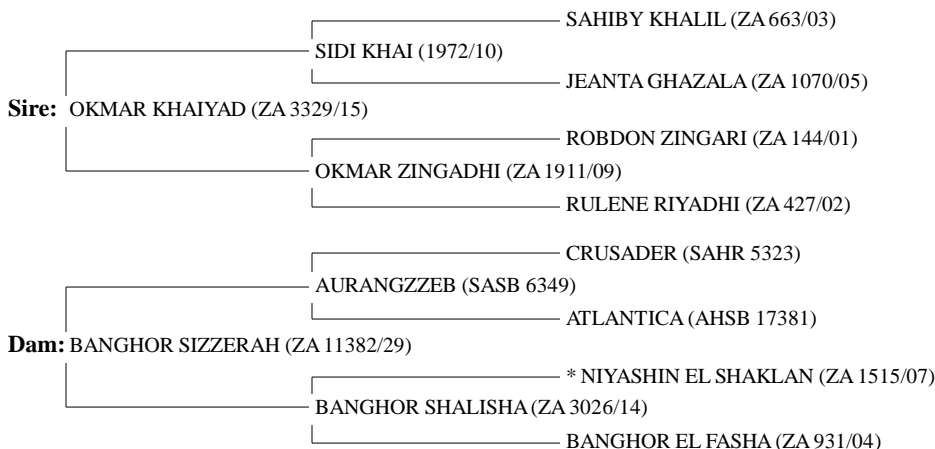 SAHIBY KHALIL (ZA 663/03)
SIDI KHAI (1972/10)
JEANTA GHAZALA (ZA 1070/05)
Sire: OKMAR KHAIYAD (ZA 3329/15)
ROBDON ZINGARI (ZA 144/01)
OKMAR ZINGADHI (ZA 1911/09)
RULENE RIYADHI (ZA 427/02)
CRUSADER (SAHR 5323)
AURANGZZEB (SASB 6349)
ATLANTICA (AHSB 17381)
Dam: BANGHOR SIZZERAH (ZA 11382/29)
* NIYASHIN EL SHAKLAN (ZA 1515/07)
BANGHOR SHALISHA (ZA 3026/14)
BANGHOR EL FASHA (ZA 931/04)